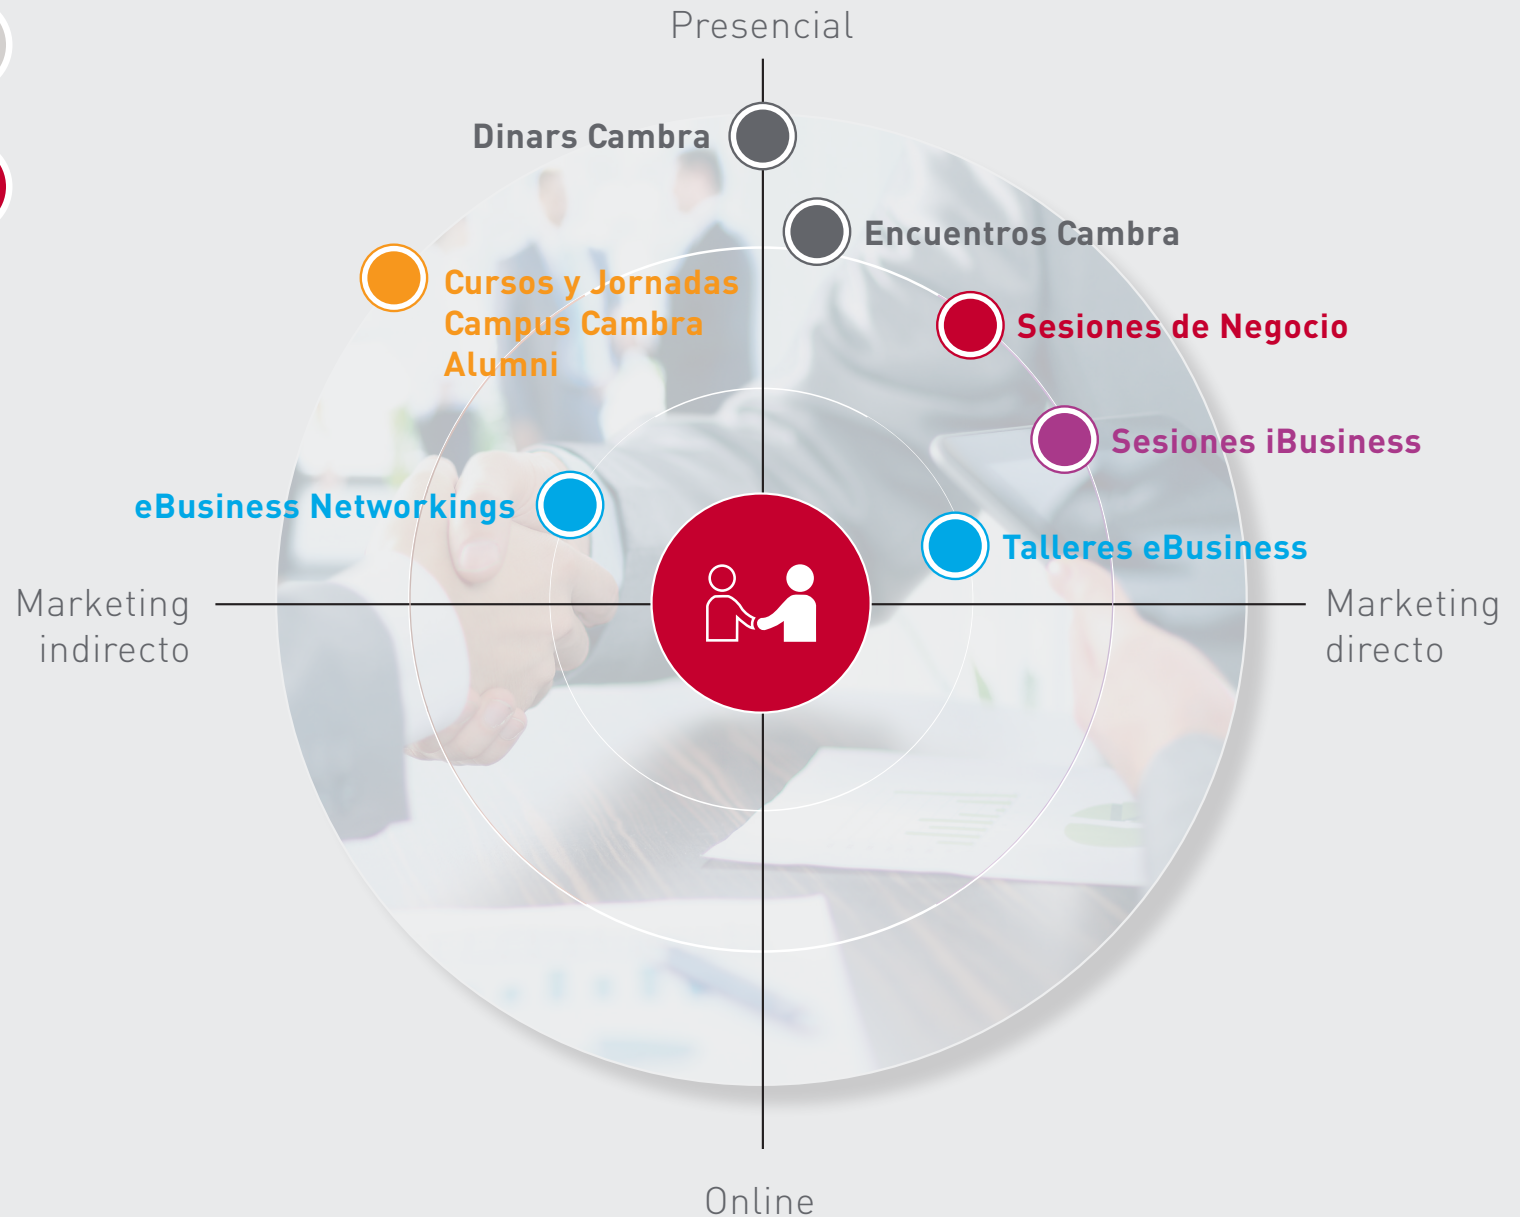 Presencial
Dinars Cambra
Encuentros Cambra
Cursos y Jornadas
Campus Cambra
Alumni
Sesiones de Negocio
Sesiones iBusiness
eBusiness Networkings
Talleres eBusiness
Marketing
indirecto
Marketing
directo
Online